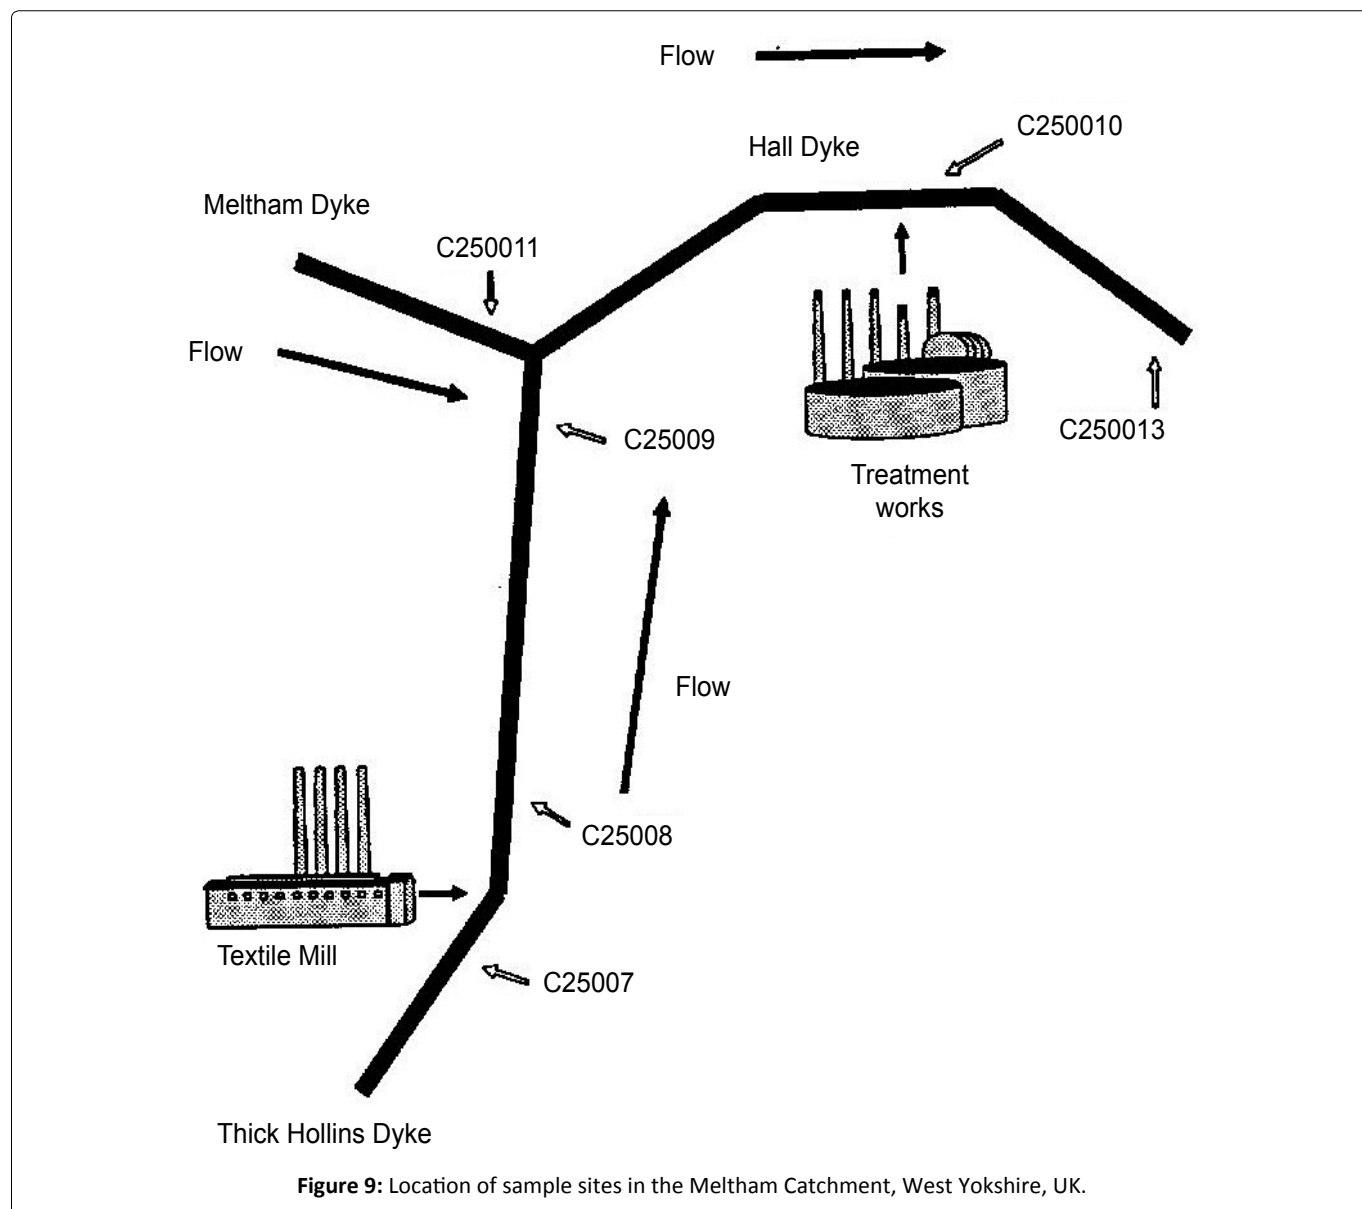 Flow
C250010
Hall Dyke
Meltham Dyke
C250011
Flow
C25009
C250013
Treatment
works
Flow
C25008
Textile Mill
C25007
Thick Hollins Dyke
Figure 9: Location of sample sites in the Meltham Catchment, West Yokshire, UK.